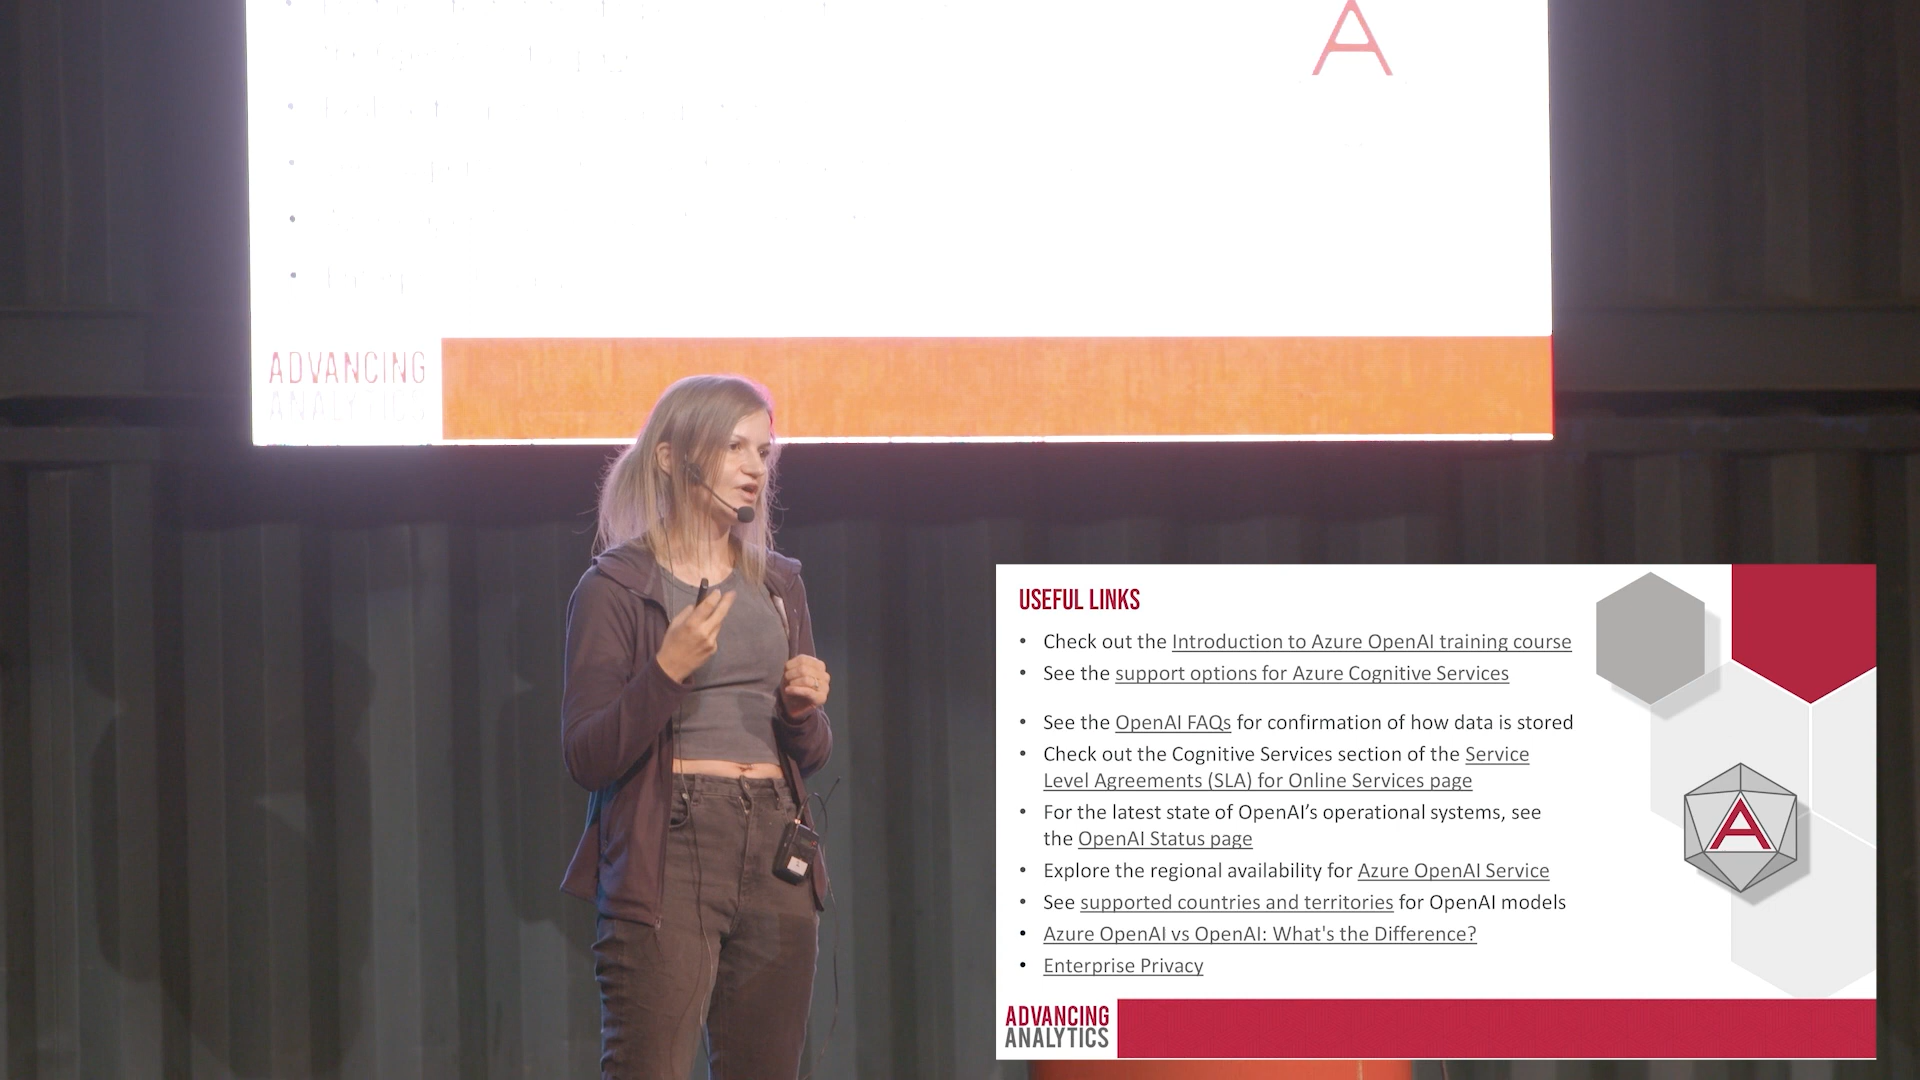 A
ADVANCING
ANALYTICS
USEFUL LINKS
• Check out the Introduction to Azure OpenAI training course
• See the support options for Azure Cognitive Services
• See the OpenAI FAQs for confirmation of how data is stored
• Check out the Cognitive Services section of the Service
Level Agreements (SLA) for Online Services page
• For the latest state of OpenAI’s operational systems, see
the OpenAI Status page
• Explore the regional availability for Azure OpenAI Service
• See supported countries and territories for OpenAI models
• Azure OpenAI vs OpenAI: What's the Difference?
• Enterprise Privacy
A
ADVANCING
ANALYTICS